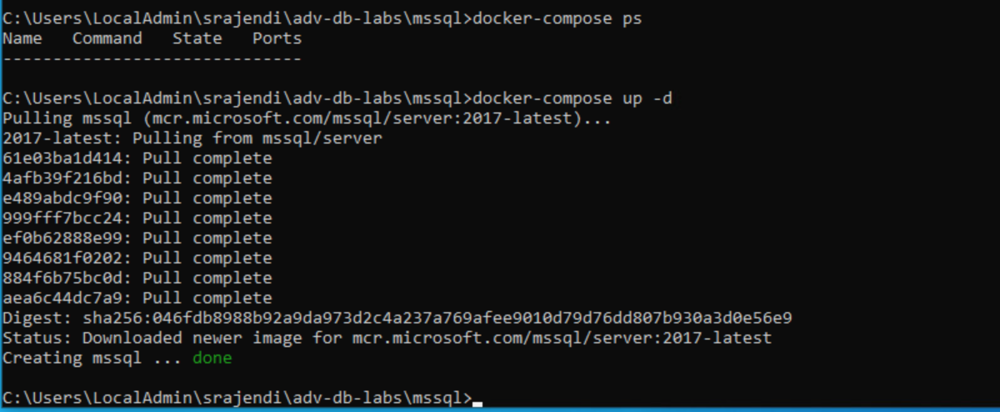 C:\Users\LocalAdmin\srajendi\adv-db-labs\mssql>docker-compose ps
Name   Command   State   Ports
------------------------------
C:\Users\LocalAdmin\srajendi\adv-db-labs\mssql>docker-compose up -d
Pulling mssql (mcr.microsoft.com/mssql/server:2017-latest)...
2017-latest: Pulling from mssql/server
61e03ba1d414: Pull complete
4afb39f216bd: Pull complete
e489abdc9f90: Pull complete
999fff7bcc24: Pull complete
ef0b62888e99: Pull complete
9464681f0202: Pull complete
884f6b75bc0d: Pull complete
aea6c44dc7a9: Pull complete
Digest: sha256:046fdb8988b92a9da973d2c4a237a769afee9010d79d76dd807b930a3d0e56e9
Status: Downloaded newer image for mcr.microsoft.com/mssql/server:2017-latest
Creating mssql ... done
C:\Users\LocalAdmin\srajendi\adv-db-labs\mssql>